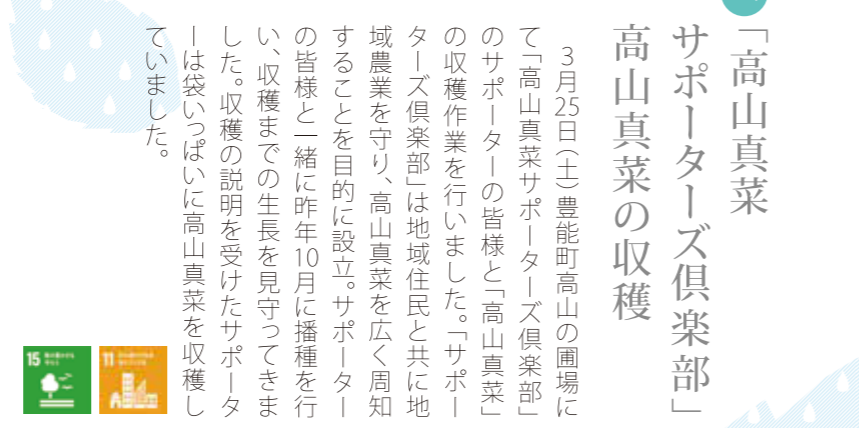 「高山真菜
サポーターズ倶楽部」
高山真菜の収穫
３月25日（土）豊能町高山の圃場に
て「高山真菜サポーターズ倶楽部」
のサポーターの皆様と「高山真菜」
の収穫作業を行いました。「サポー
ターズ倶楽部」は地域住民と共に地
域農業を守り、高山真菜を広く周知
することを目的に設立。サポーター
の皆様と一緒に昨年10月に播種を行
い、収穫までの生長を見守ってきま
した。収穫の説明を受けたサポータ
ーは袋いっぱいに高山真菜を収穫し
ていました。
15
11